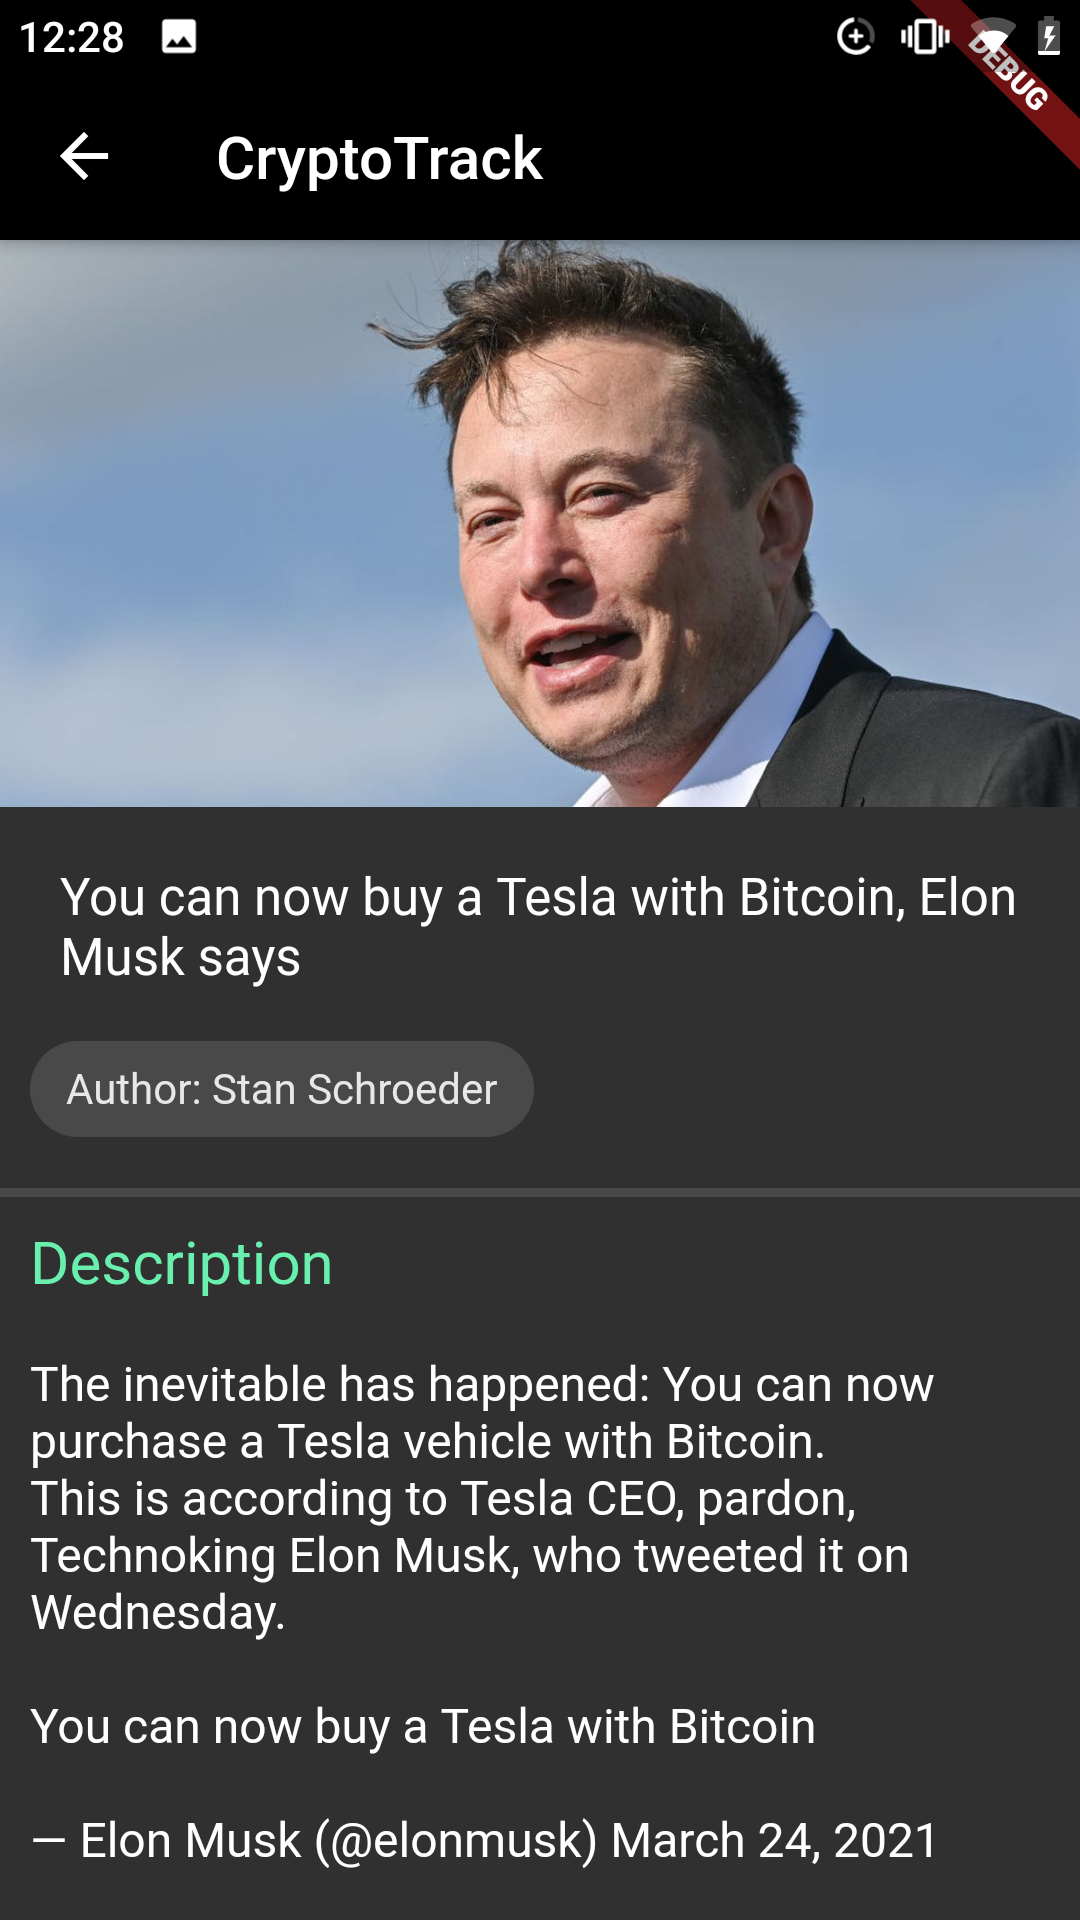 12:28
DEBUG
CryptoTrack
You can now buy a Tesla with Bitcoin, Elon
Musk says
Author: Stan Schroeder
Description
The inevitable has happened: You can now
purchase a Tesla vehicle with Bitcoin.
This is according to Tesla CEO, pardon,
Technoking Elon Musk, who tweeted it on
Wednesday.
You can now buy a Tesla with Bitcoin
— Elon Musk (@elonmusk) March 24, 2021